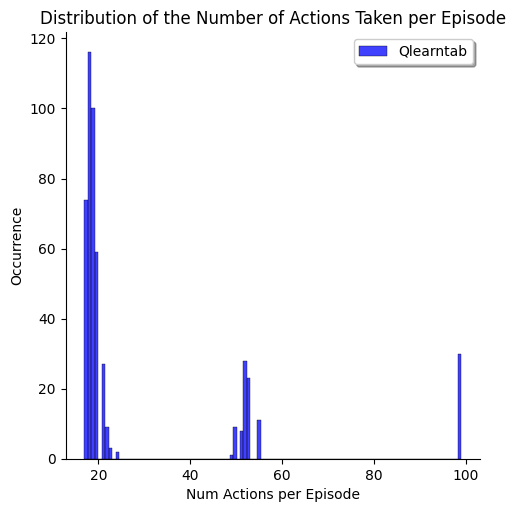 Distribution of the Number of Actions Taken per Episode
Qlearntab
120
100
80
60
40
20
0
Occurrence
20 40 60 80 100
Num Actions per Episode